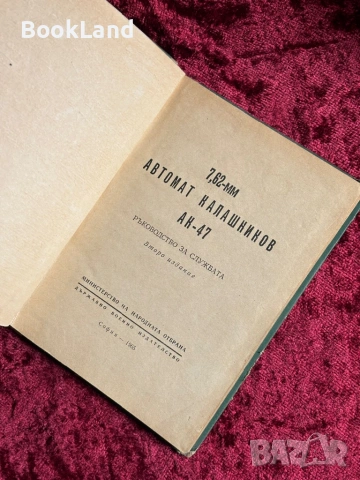 BookLand
7,62-мм
АВТОМАТ КАЛАШНИКОВ
АК-47
РЪКОВОДСТВО ЗА СЛУЖБАТА
Второ издание
МИНИСТЕРСТВО НА НАРОДНАТА ОТБРАНА
ДЪРЖАВНО ВОЕННО ИЗДАТЕЛСТВО
София —
BAZAR